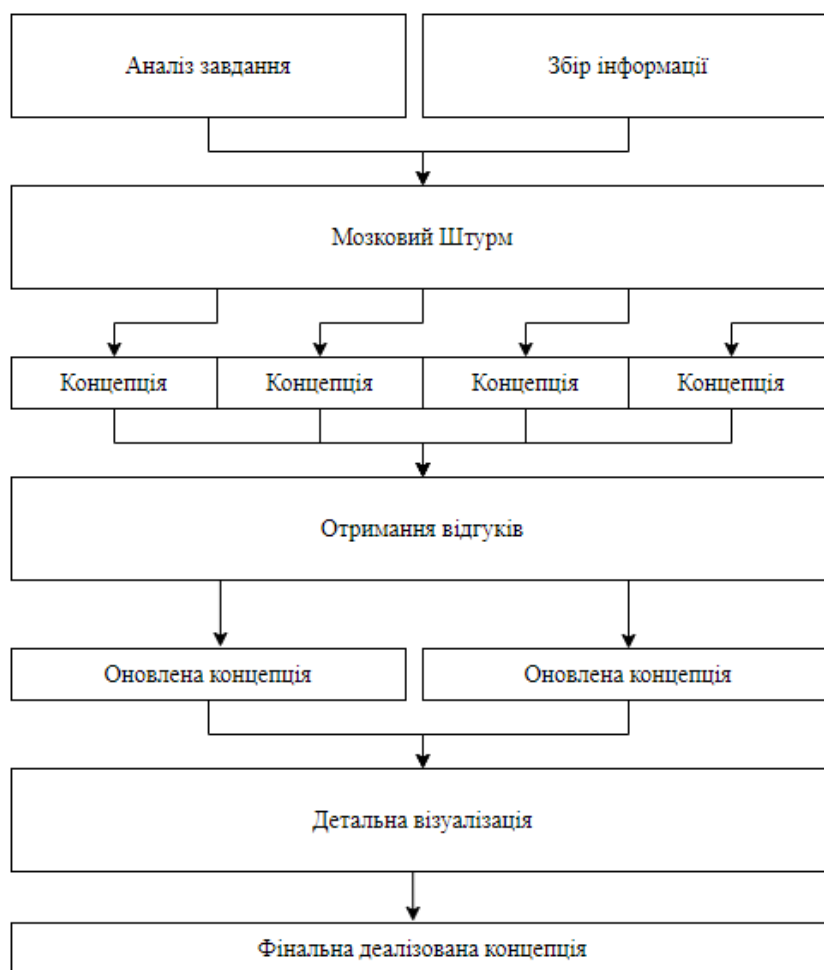 Аналіз завдання
Збір інформації
Мозковий Штурм
Концепція
Концепція
Концепція
Концепція
Отримання відгуків
Оновлена концепція
Оновлена концепція
Детальна візуалізація
Фінальна деалізована концепція